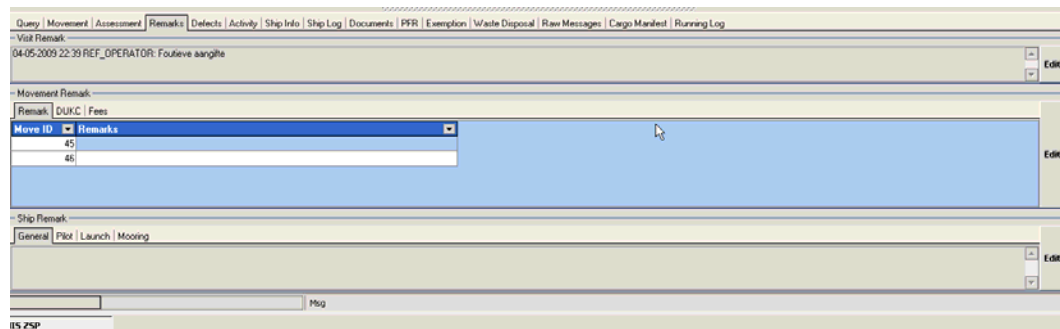 Query | Movement | Assessment | Remarks | Defects | Activity | Ship Info | Ship Log | Documents | PFR | Exemption | Waste Disposal | Raw Messages | Cargo Manifest | Running Log
Visit Remark
04-05-2009 22:39 REF_OPERATOR: Foutieve aangifte
Edit
Movement Remark
Remark | DUKC | Fees
Move ID Remarks
45
46
Edit
Ship Remark
General | Pilot | Launch | Mooring
Edit
Msg